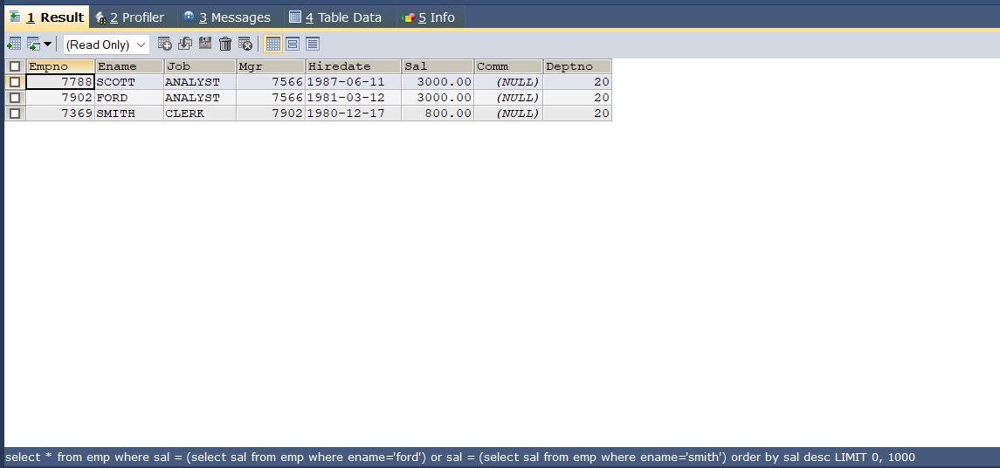 1 Result 2 Profiler 3 Messages 4 Table Data 5 Info
(Read Only)
Empno Ename Job Mgr Hiredate Sal Comm Deptno
7788 SCOTT ANALYST 7566 1987-06-11 3000.00 (NULL) 20
7902 FORD ANALYST 7566 1981-03-12 3000.00 (NULL) 20
7369 SMITH CLERK 7902 1980-12-17 800.00 (NULL) 20
select * from emp where sal = (select sal from emp where ename='ford') or sal = (select sal from emp where ename='smith') order by sal desc LIMIT 0, 1000